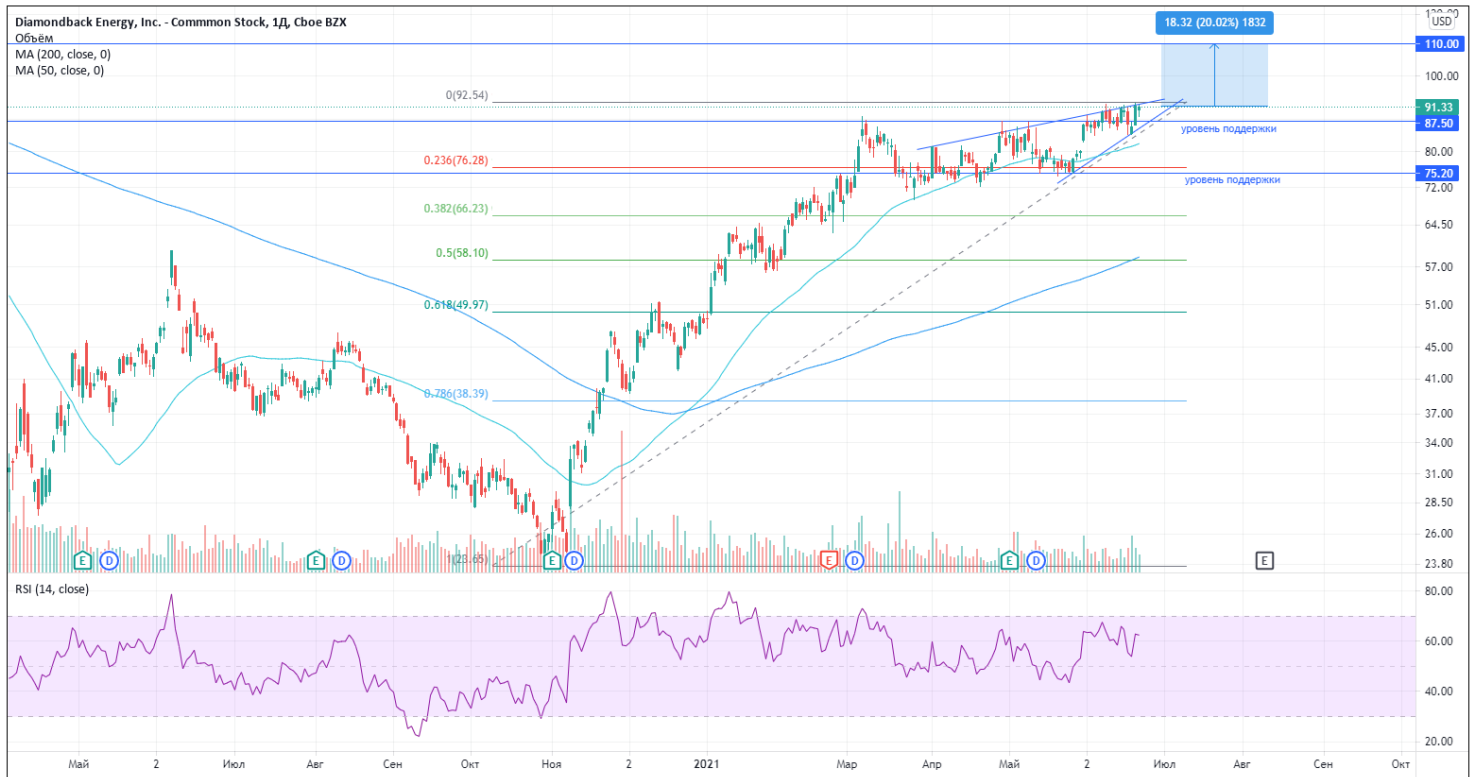 Diamondback Energy, Inc. - Commmon Stock, 1Д, Cboe BZX
Объём
MA (200, close, 0)
MA (50, close, 0)
18.32 (20.02%) 1832
120.00
USD
110.00
100.00
0(92.54)
91.33
87.50
уровень поддержки
80.00
0.236(76.28)
75.20
уровень поддержки
72.00
0.382(66.23)
64.50
0.5(58.10)
57.00
0.618(49.97)
51.00
45.00
41.00
0.786(38.39)
37.00
34.00
31.00
28.50
26.00
1(23.65)
23.80
E D E D E D E D E D E
RSI (14, close)
80.00
60.00
40.00
20.00
Май 2 Июл Авг Сен Окт Ноя 2 2021 Мар Апр Май 2 Июл Авг Сен Окт